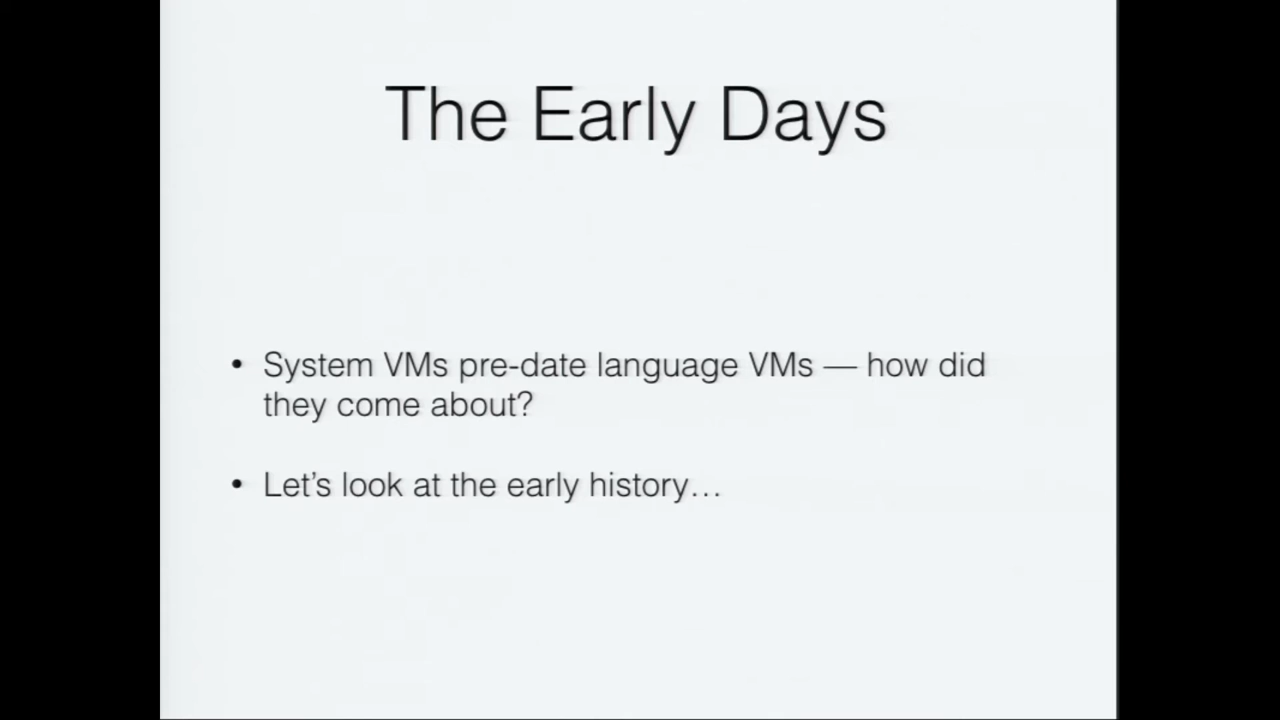 The Early Days
• System VMs pre-date language VMs — how did
they come about?
• Let’s look at the early history…